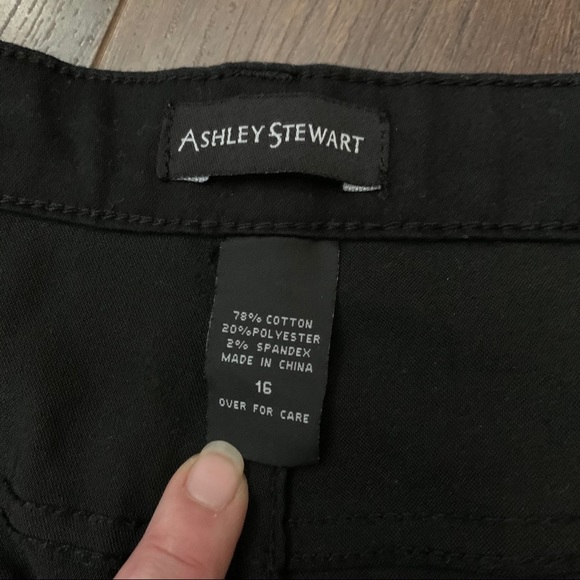 ASHLEY STEWART
78% COTTON
20%POLYESTER
2% SPANDEX
MADE IN CHINA
16
OVER FOR CARE